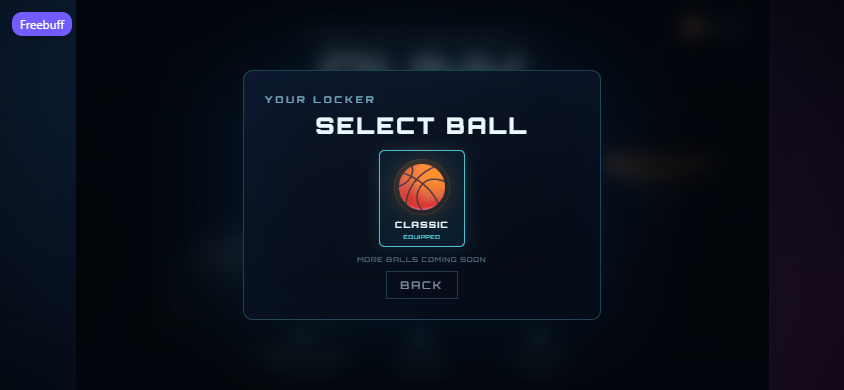 Freebuff
YOUR LOCKER
SELECT BALL
CLASSIC
EQUIPPED
MORE BALLS COMING SOON
BACK